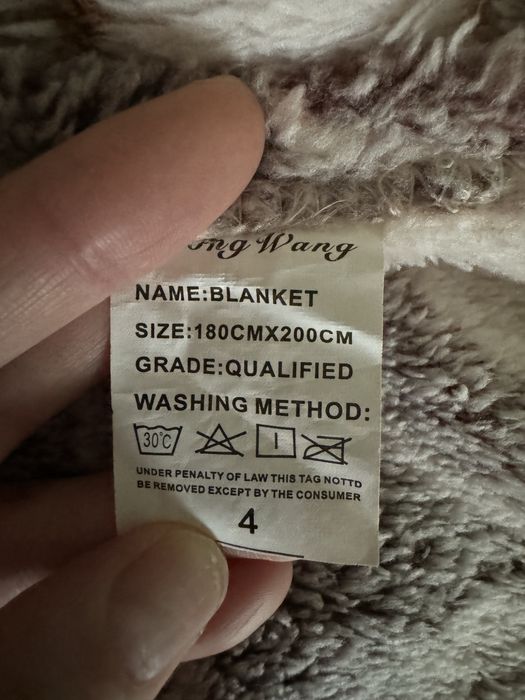 Wang
NAME:BLANKET
SIZE:180CMX200CM
GRADE:QUALIFIED
WASHING METHOD:
30°C
UNDER PENALTY OF LAW THIS TAG NOTTD
BE REMOVED EXCEPT BY THE CONSUMER
4